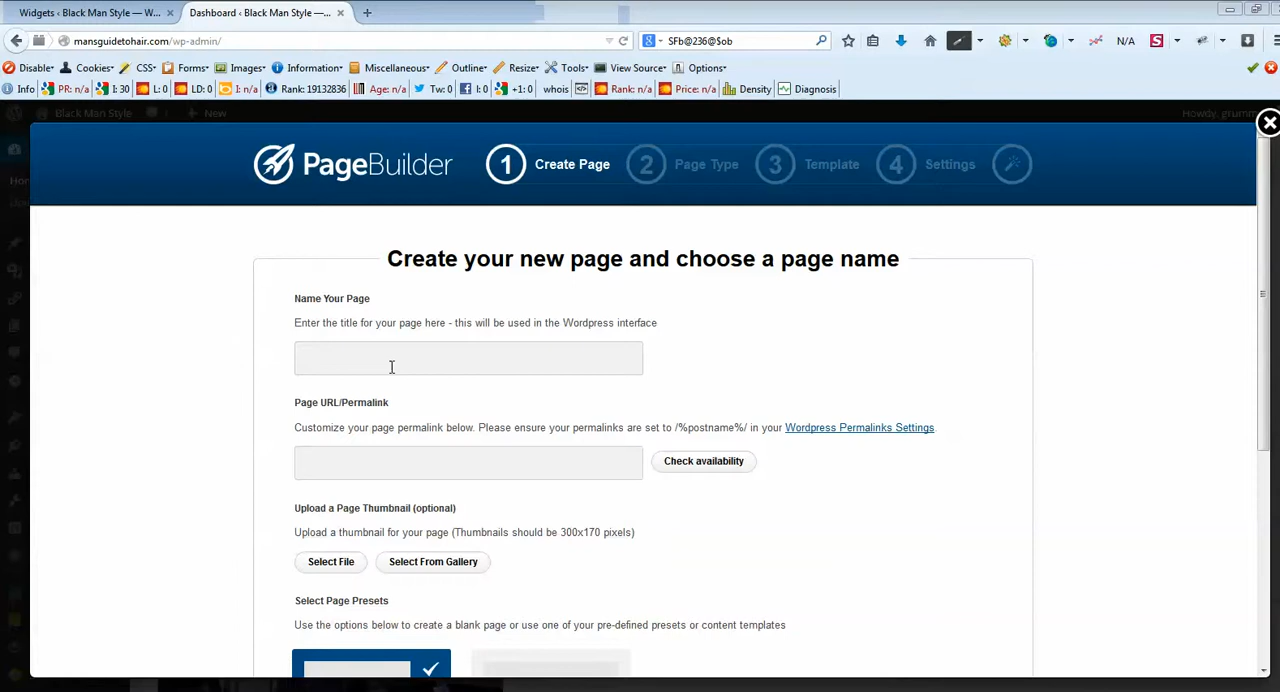 Widgets ‹ Black Man Style — W...
Dashboard ‹ Black Man Style —...
mansguidetohair.com/wp-admin/
SFb@236@$ob
N/A
Disable Cookies CSS Forms Images Information Miscellaneous Outline Resize Tools View Source Options
Info PR: n/a I: 30 L: 0 LD: 0 I: n/a Rank: 19132836 Age: n/a Tw: 0 I: 0 +1: 0 whois Rank: n/a Price: n/a Density Diagnosis
Black Man Style New Howdy, grumm
PageBuilder 1 Create Page 2 Page Type 3 Template 4 Settings
Create your new page and choose a page name
Name Your Page
Enter the title for your page here - this will be used in the Wordpress interface
Page URL/Permalink
Customize your page permalink below. Please ensure your permalinks are set to /%postname%/ in your Wordpress Permalinks Settings.
Check availability
Upload a Page Thumbnail (optional)
Upload a thumbnail for your page (Thumbnails should be 300x170 pixels)
Select File Select From Gallery
Select Page Presets
Use the options below to create a blank page or use one of your pre-defined presets or content templates